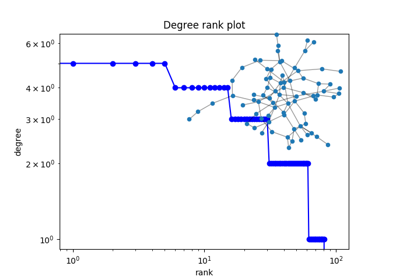 Degree rank plot
6 × 10⁰
4 × 10⁰
3 × 10⁰
2 × 10⁰
10⁰
degree
10⁰
10¹
10²
rank